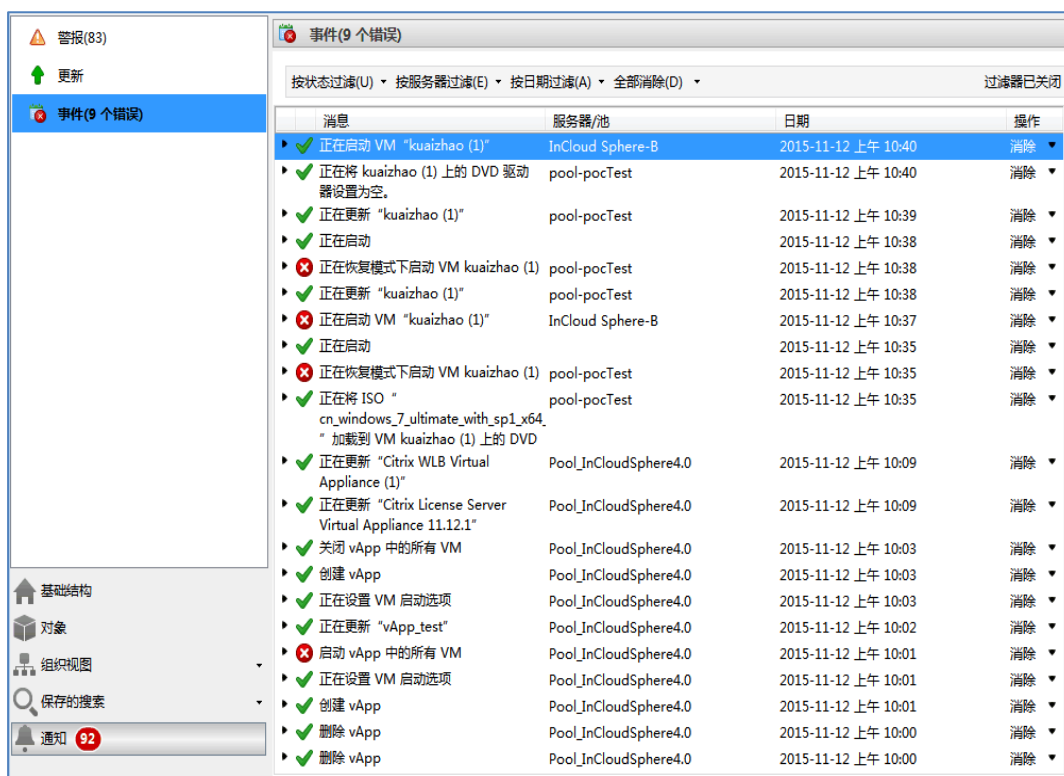 警报(83)
更新
事件(9 个错误)
基础结构
对象
组织视图
保存的搜索
通知 92
事件(9 个错误)
按状态过滤(U) 按服务器过滤(E) 按日期过滤(A) 全部消除(D) 过滤器已关闭
消息 服务器/池 日期 操作
正在启动 VM “kuaizhao (1)” InCloud Sphere-B 2015-11-12 上午 10:40 消除
正在将 kuaizhao (1) 上的 DVD 驱动 pool-pocTest 2015-11-12 上午 10:40 消除
器设置为空。
正在更新 “kuaizhao (1)” pool-pocTest 2015-11-12 上午 10:39 消除
正在启动 2015-11-12 上午 10:38 消除
正在恢复模式下启动 VM kuaizhao (1) pool-pocTest 2015-11-12 上午 10:38 消除
正在更新 “kuaizhao (1)” pool-pocTest 2015-11-12 上午 10:38 消除
正在启动 VM “kuaizhao (1)” InCloud Sphere-B 2015-11-12 上午 10:37 消除
正在启动 2015-11-12 上午 10:35 消除
正在恢复模式下启动 VM kuaizhao (1) pool-pocTest 2015-11-12 上午 10:35 消除
正在将 ISO “ pool-pocTest 2015-11-12 上午 10:35 消除
cn_windows_7_ultimate_with_sp1_x64_
” 加载到 VM kuaizhao (1) 上的 DVD
正在更新 “Citrix WLB Virtual Pool_InCloudSphere4.0 2015-11-12 上午 10:09 消除
Appliance (1)”
正在更新 “Citrix License Server Pool_InCloudSphere4.0 2015-11-12 上午 10:09 消除
Virtual Appliance 11.12.1”
关闭 vApp 中的所有 VM Pool_InCloudSphere4.0 2015-11-12 上午 10:03 消除
创建 vApp Pool_InCloudSphere4.0 2015-11-12 上午 10:03 消除
正在设置 VM 启动选项 Pool_InCloudSphere4.0 2015-11-12 上午 10:03 消除
正在更新 “vApp_test” Pool_InCloudSphere4.0 2015-11-12 上午 10:02 消除
启动 vApp 中的所有 VM Pool_InCloudSphere4.0 2015-11-12 上午 10:01 消除
正在设置 VM 启动选项 Pool_InCloudSphere4.0 2015-11-12 上午 10:01 消除
创建 vApp Pool_InCloudSphere4.0 2015-11-12 上午 10:01 消除
删除 vApp Pool_InCloudSphere4.0 2015-11-12 上午 10:00 消除
删除 vApp Pool_InCloudSphere4.0 2015-11-12 上午 10:00 消除